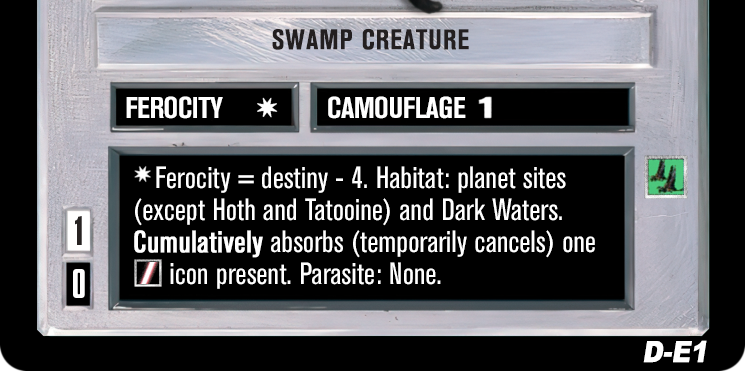 SWAMP CREATURE
FEROCITY ✷
CAMOUFLAGE 1
✷Ferocity = destiny - 4. Habitat: planet sites
(except Hoth and Tatooine) and Dark Waters.
Cumulatively absorbs (temporarily cancels) one
icon present. Parasite: None.
1
0
D-E1